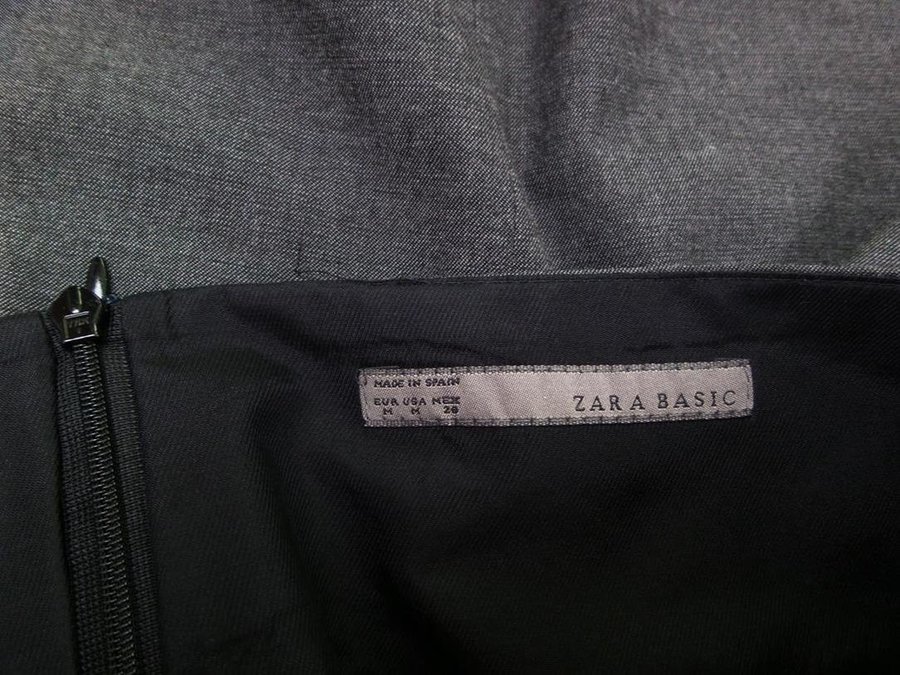 MADE IN SPAIN
EUR USA MEX
M M 28
ZARA BASIC